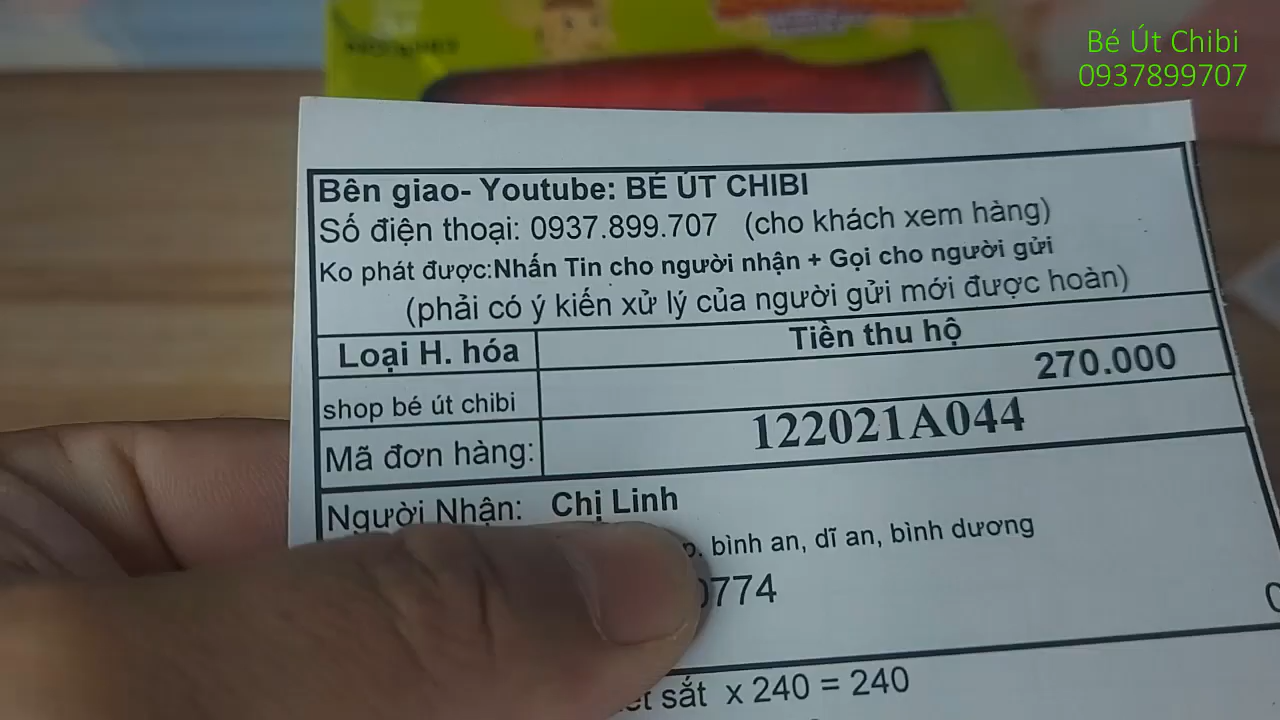 Bé Út Chibi
0937899707
Bên giao- Youtube: BÉ ÚT CHIBI
Số điện thoại: 0937.899.707 (cho khách xem hàng)
Ko phát được:Nhấn Tin cho người nhận + Gọi cho người gửi
(phải có ý kiến xử lý của người gửi mới được hoàn)
Loại H. hóa Tiền thu hộ
shop bé út chibi 270.000
Mã đơn hàng: 122021A044
Người Nhận: Chị Linh
bình an, dĩ an, bình dương
0774
sắt x 240 = 240